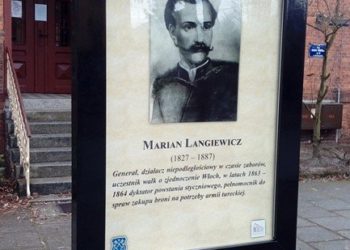 MARIAN LANGIEWICZ
(1827 - 1887)
Generał, działacz niepodległościowy w czasie zaborów,
uczestnik walk o zjednoczenie Włoch, w latach 1863 -
1864 dyktator powstania styczniowego, pełnomocnik do
spraw zakupu broni na potrzeby armii tureckiej.